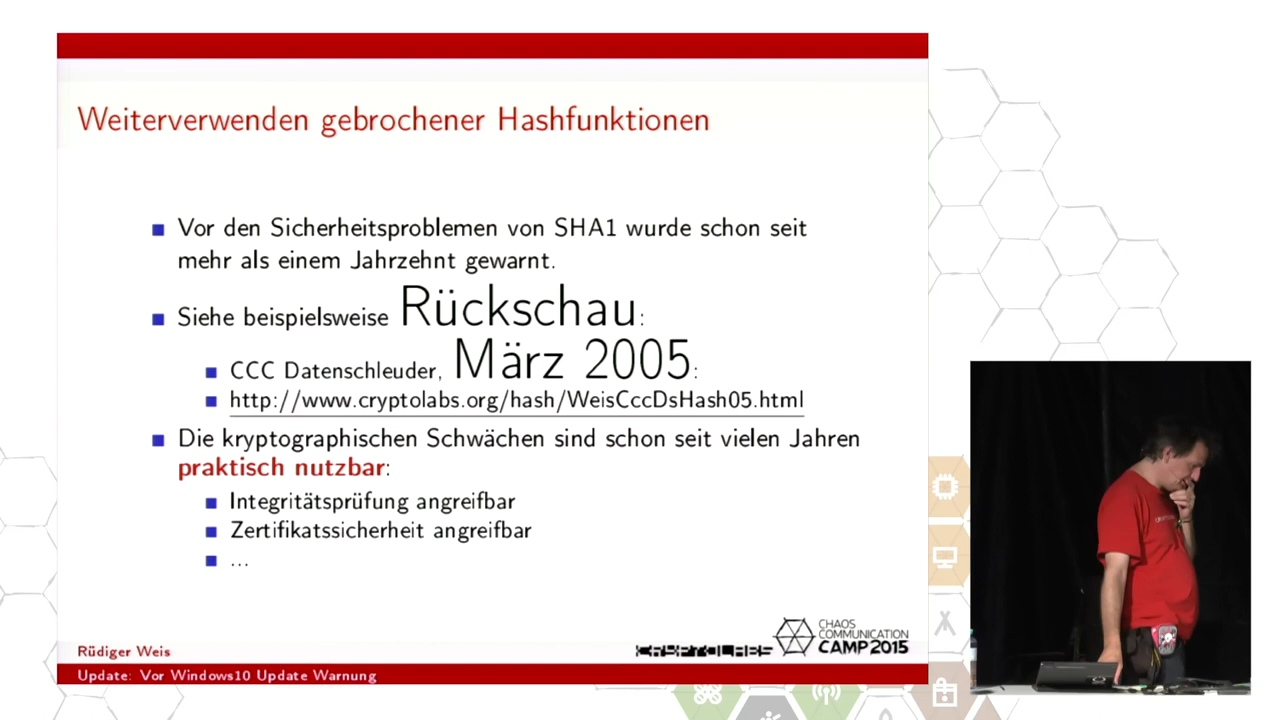 Weiterverwenden gebrochener Hashfunktionen
Vor den Sicherheitsproblemen von SHA1 wurde schon seit
mehr als einem Jahrzehnt gewarnt.
Siehe beispielsweise Rückschau:
CCC Datenschleuder, März 2005:
http://www.cryptolabs.org/hash/WeisCccDsHash05.html
Die kryptographischen Schwächen sind schon seit vielen Jahren
praktisch nutzbar:
Integritätsprüfung angreifbar
Zertifikatssicherheit angreifbar
...
Rüdiger Weis
CRYPTOLABS
CHAOS
COMMUNICATION
CAMP 2015
Update: Vor Windows10 Update Warnung